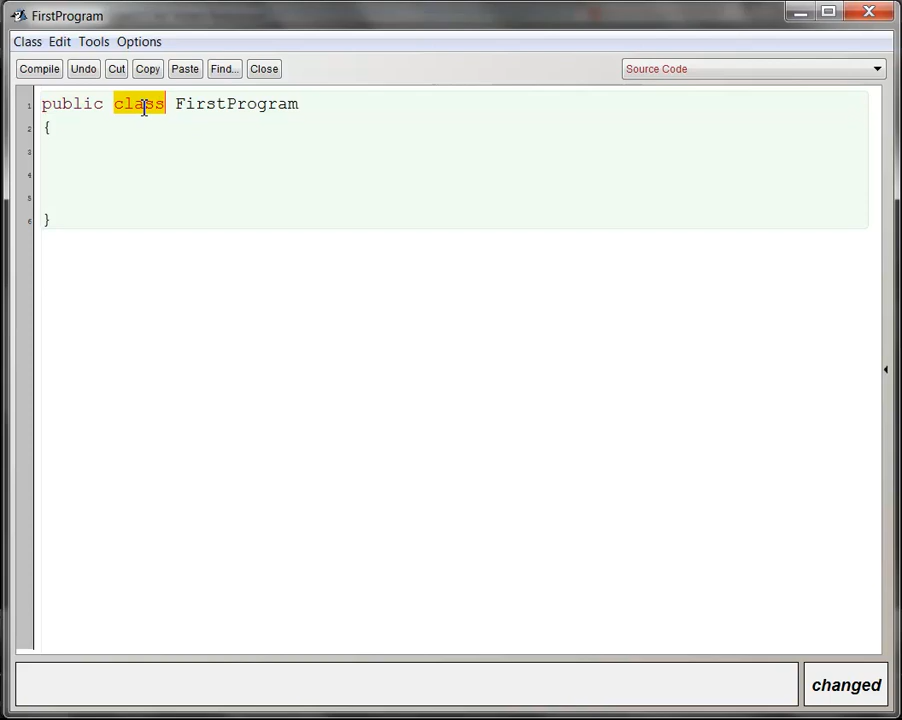 FirstProgram
Class Edit Tools Options
Compile Undo Cut Copy Paste Find... Close Source Code
1 public class FirstProgram
2 {
3
4
5
6 }
changed